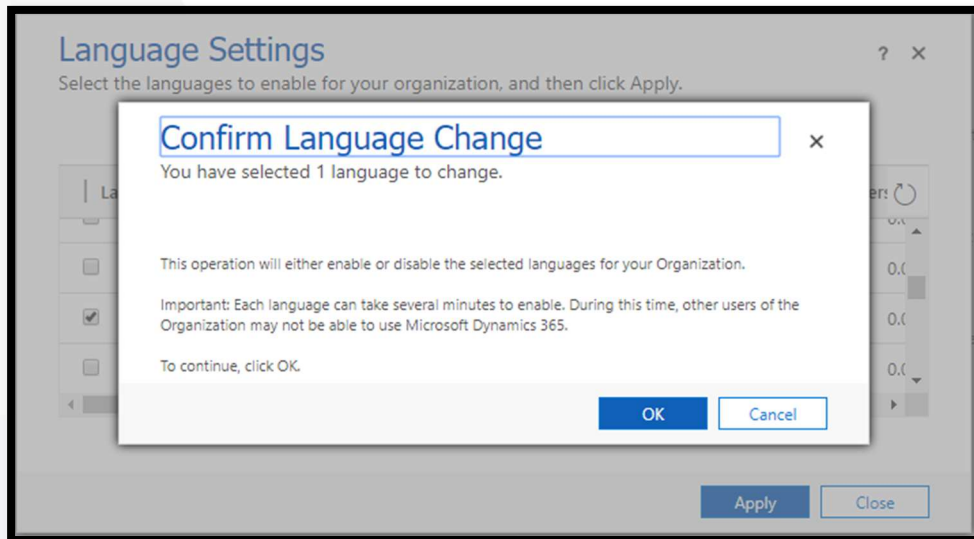 Language Settings
? ×
Select the languages to enable for your organization, and then click Apply.
Confirm Language Change
×
You have selected 1 language to change.
This operation will either enable or disable the selected languages for your Organization.
Important: Each language can take several minutes to enable. During this time, other users of the
Organization may not be able to use Microsoft Dynamics 365.
To continue, click OK.
OK Cancel
Apply Close